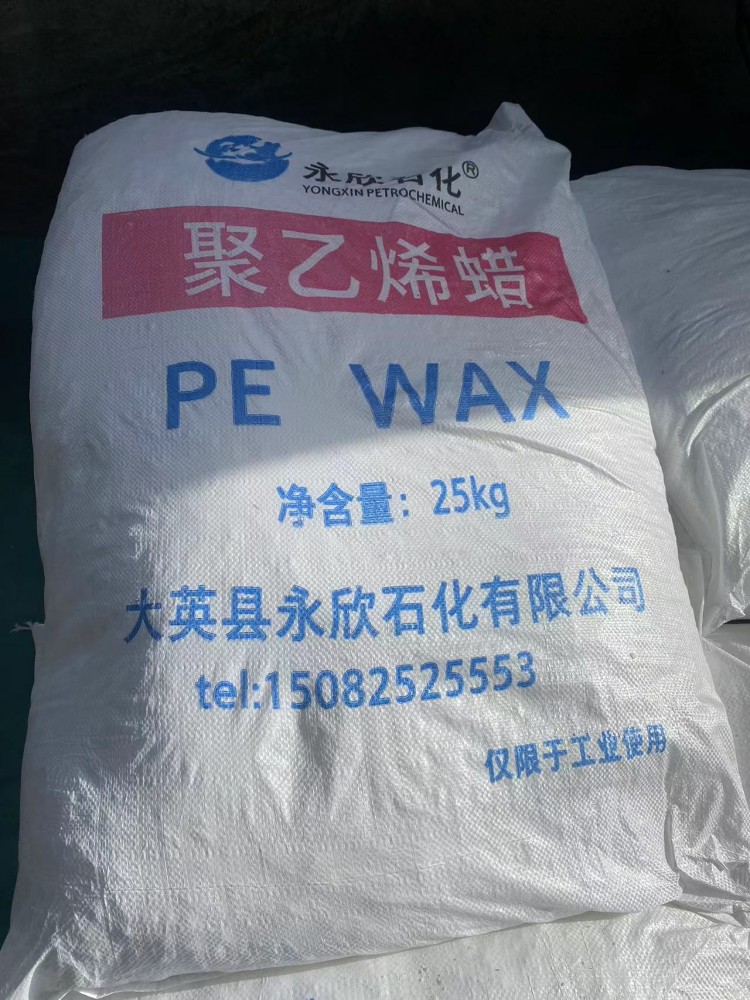 永欣石化®
YONGXIN PETROCHEMICAL
聚乙烯蜡
PE WAX
净含量：25kg
大英县永欣石化有限公司
tel:15082525553
仅限于工业使用